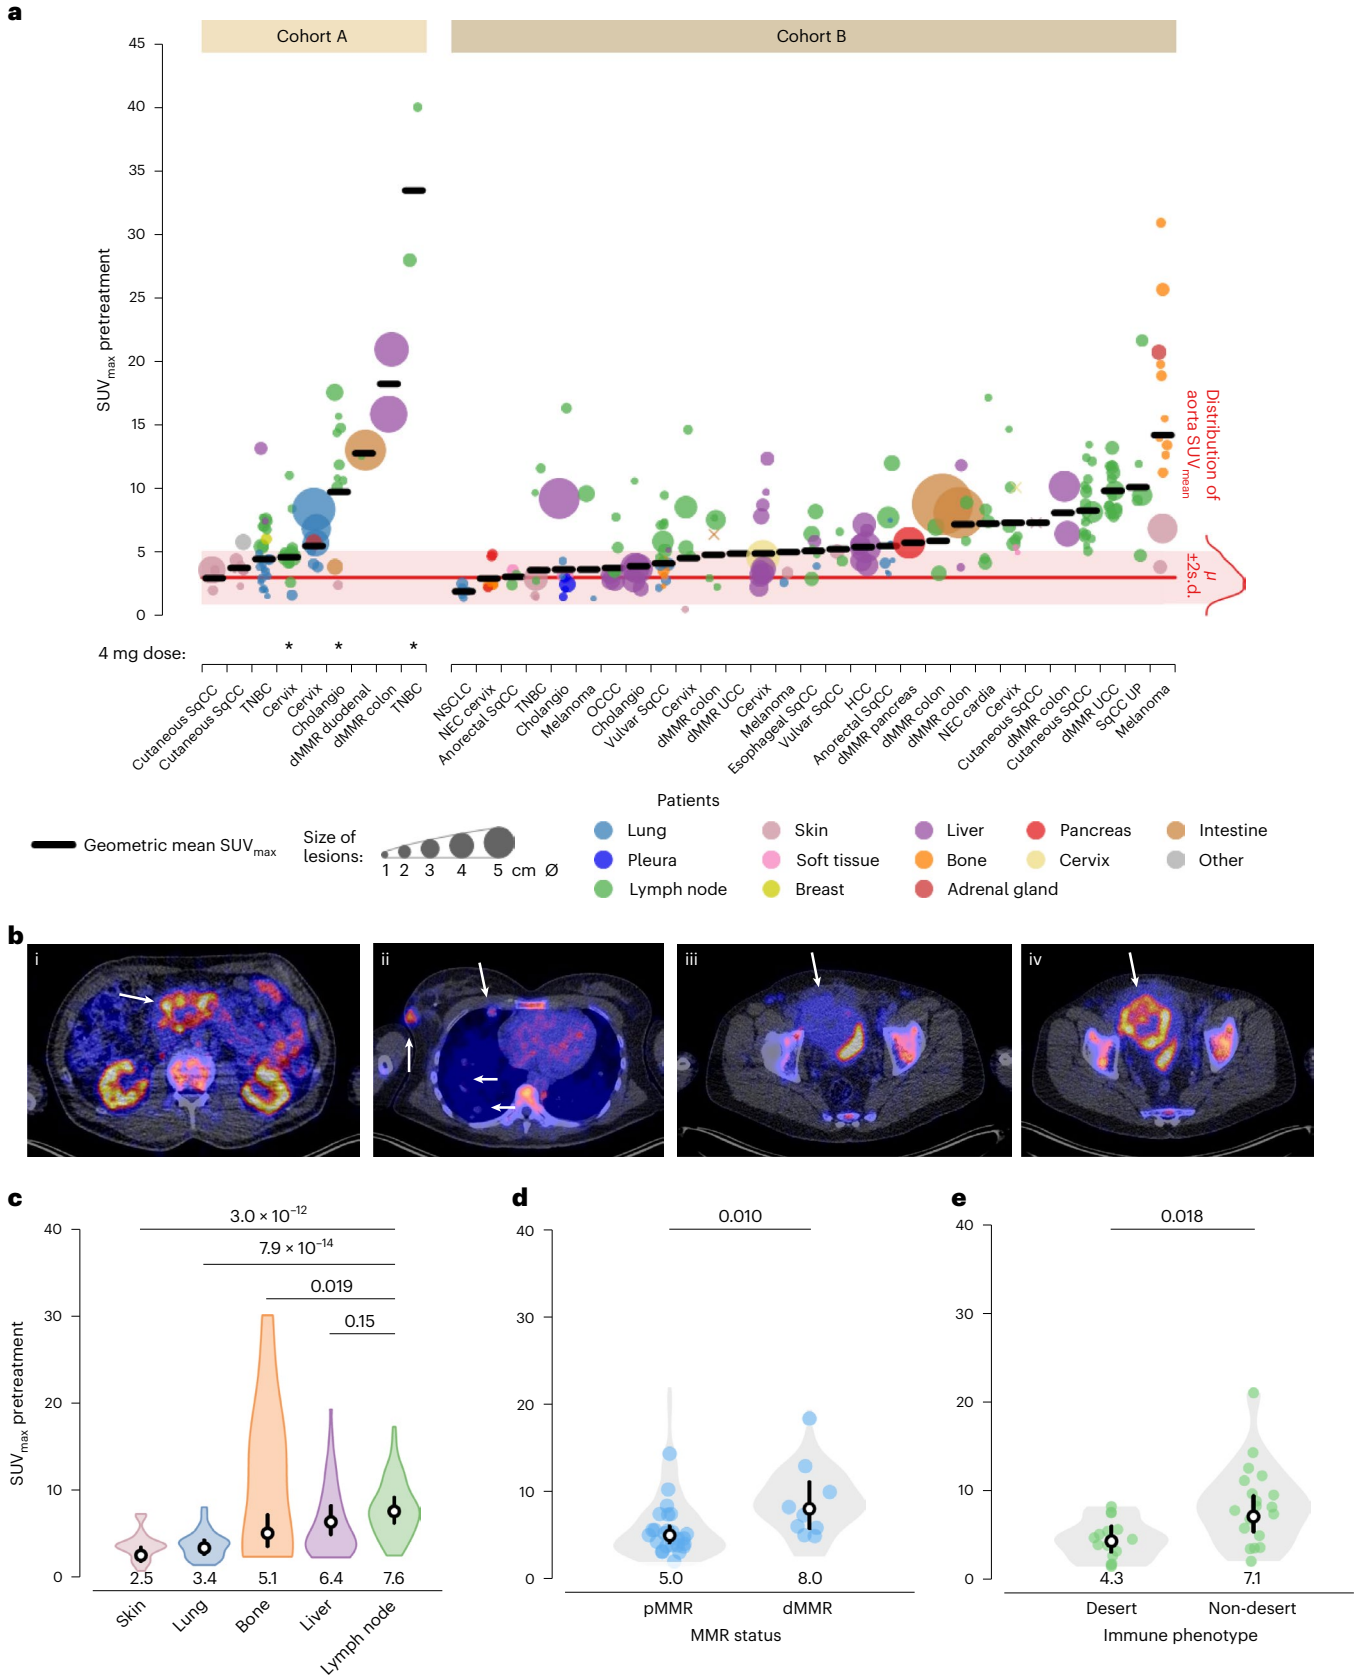 a
Cohort A
Cohort B
45
40
35
30
25
20
15
10
5
0
SUVmax pretreatment
Distribution of
aorta SUVmean
μ
±2s.d.
4 mg dose:
*
*
*
Cutaneous SqCC
Cutaneous SqCC
TNBC
Cervix
Cervix
Cholangio
dMMR duodenal
dMMR colon
TNBC
NSCLC
NEC cervix
Anorectal SqCC
TNBC
Cholangio
Melanoma
OCCC
Cholangio
Vulvar SqCC
Cervix
dMMR colon
dMMR UCC
Cervix
Melanoma
Esophageal SqCC
Vulvar SqCC
HCC
Anorectal SqCC
dMMR pancreas
dMMR colon
dMMR colon
NEC cardia
Cervix
Cutaneous SqCC
dMMR colon
Cutaneous SqCC
dMMR UCC
SqCC UP
Melanoma
Patients
Geometric mean SUVmax
Size of
lesions:
1 2 3 4 5 cm Ø
Lung
Skin
Liver
Pancreas
Intestine
Pleura
Soft tissue
Bone
Cervix
Other
Lymph node
Breast
Adrenal gland
b
i
ii
iii
iv
c
3.0 × 10⁻¹²
7.9 × 10⁻¹⁴
0.019
0.15
40
30
20
10
0
SUVmax pretreatment
2.5 3.4 5.1 6.4 7.6
Skin
Lung
Bone
Liver
Lymph node
d
0.010
40
30
20
10
0
5.0 8.0
pMMR dMMR
MMR status
e
0.018
40
30
20
10
0
4.3 7.1
Desert Non-desert
Immune phenotype